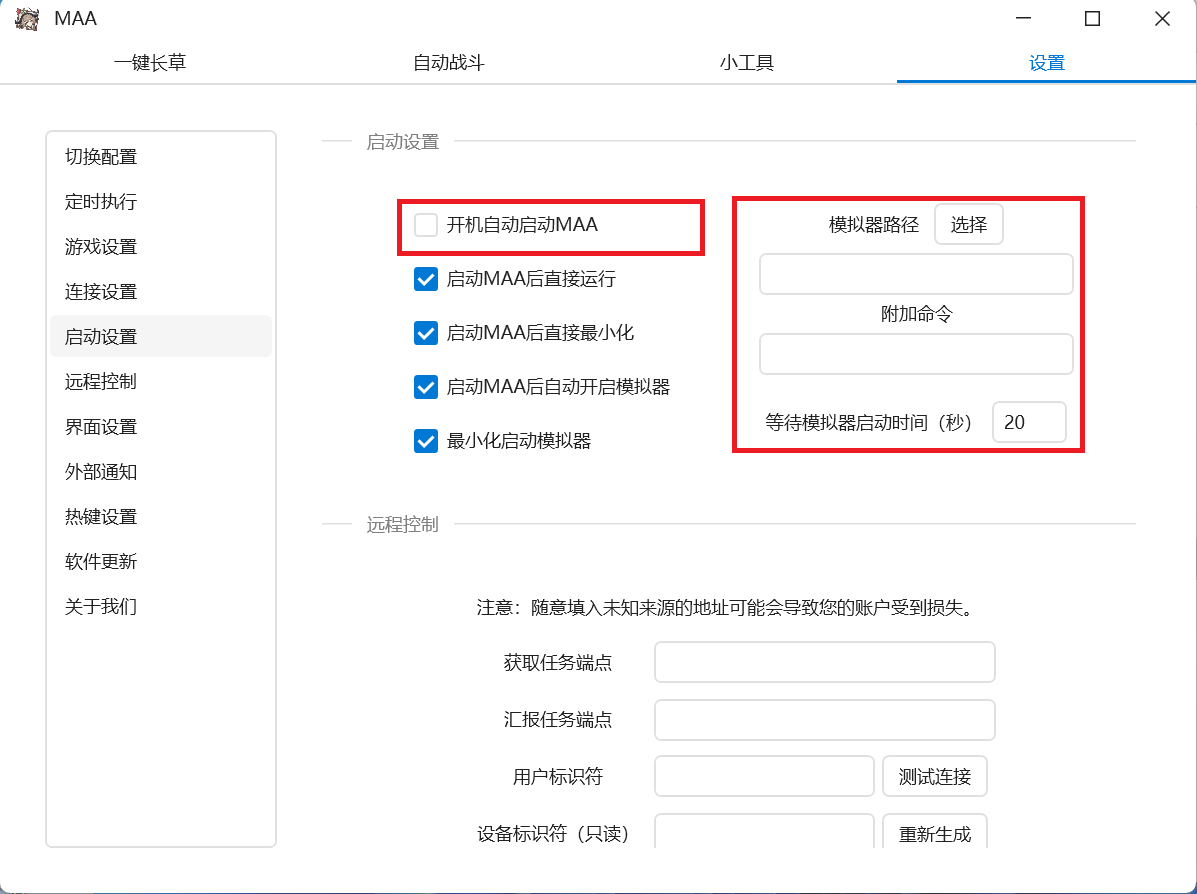 MAA
一键长草
自动战斗
小工具
设置
切换配置
定时执行
游戏设置
连接设置
启动设置
远程控制
界面设置
外部通知
热键设置
软件更新
关于我们
启动设置
开机自动启动MAA
启动MAA后直接运行
启动MAA后直接最小化
启动MAA后自动开启模拟器
最小化启动模拟器
模拟器路径 选择
附加命令
等待模拟器启动时间（秒） 20
远程控制
注意：随意填入未知来源的地址可能会导致您的账户受到损失。
获取任务端点
汇报任务端点
用户标识符 测试连接
设备标识符（只读） 重新生成